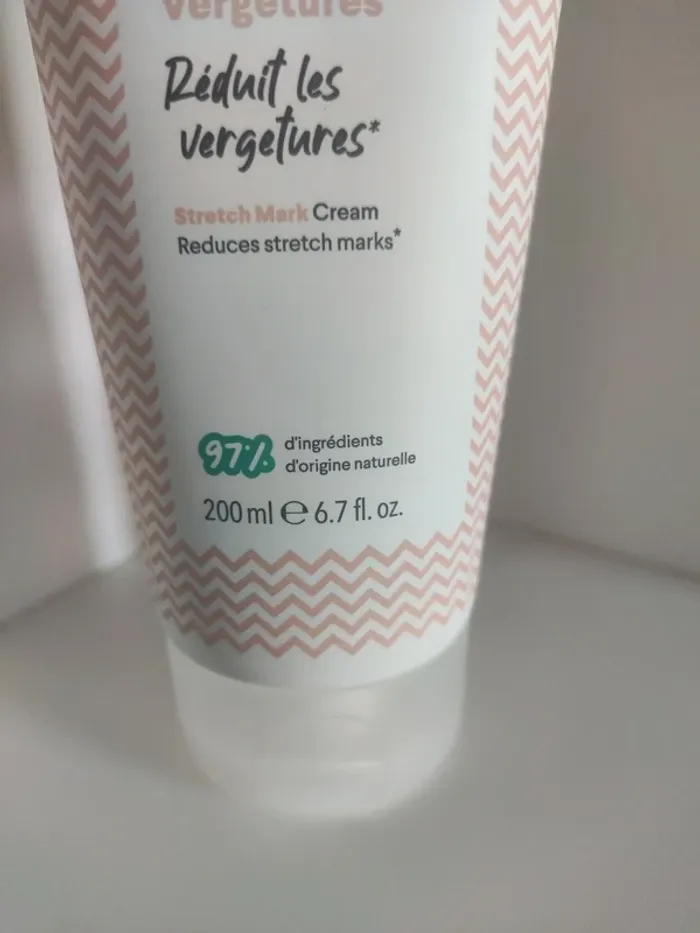 vergetures
Réduit les
vergetures*
Stretch Mark Cream
Reduces stretch marks*
97% d'ingrédients
d'origine naturelle
200 ml ℮ 6.7 fl. oz.